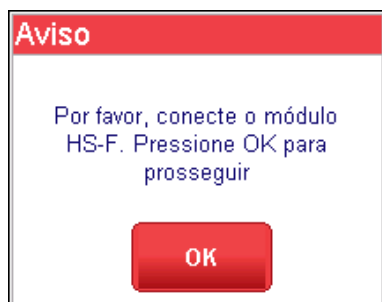 Aviso
Por favor, conecte o módulo
HS-F. Pressione OK para
prosseguir
OK